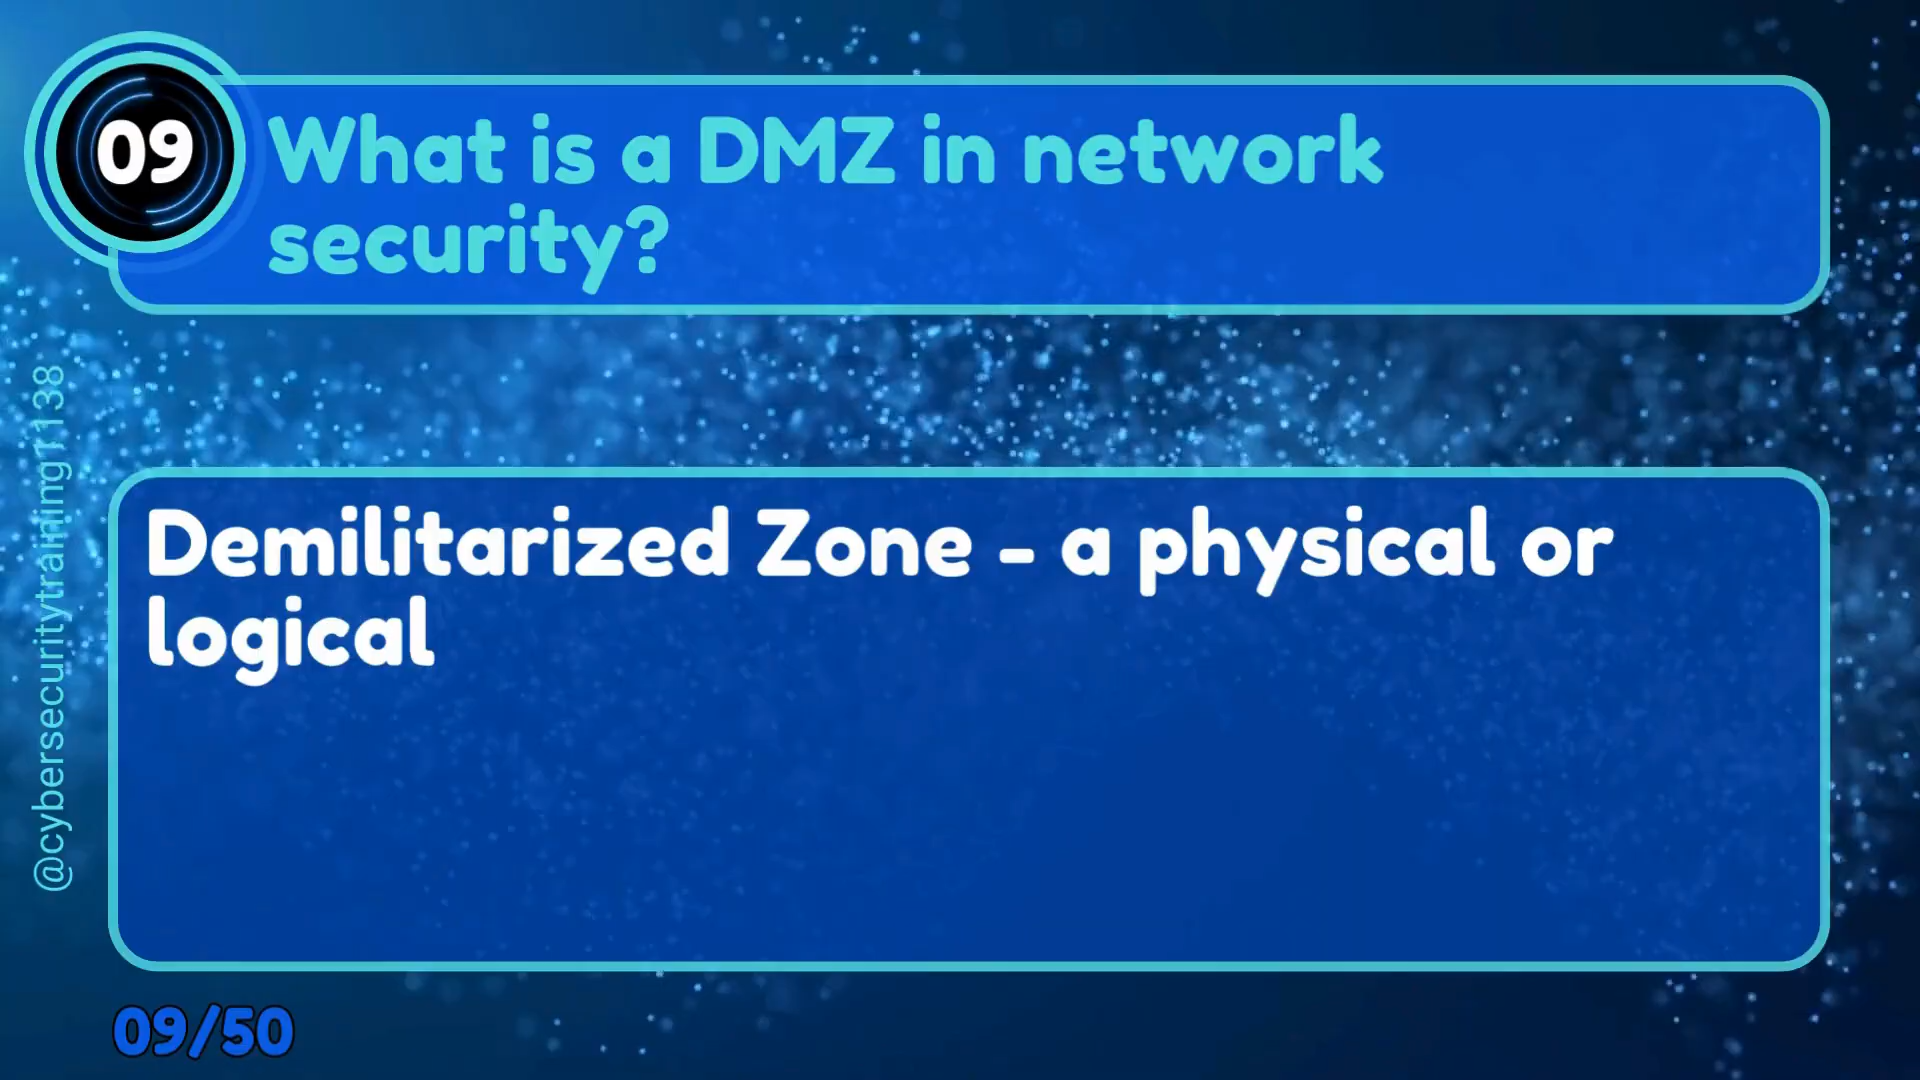 09
What is a DMZ in network
security?
@cybersecuritytraining1138
Demilitarized Zone - a physical or
logical
09/50